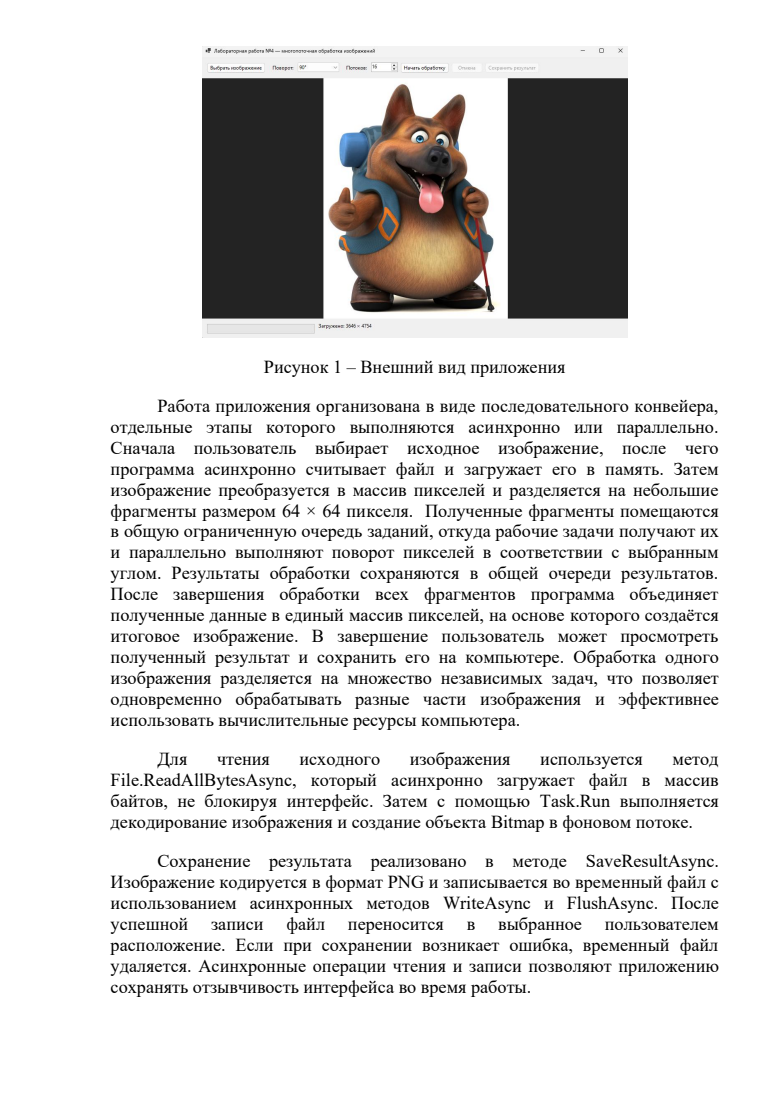 Лабораторная работа №4 — многопоточная обработка изображений
Выбрать изображение Поворот: 90° Потоков: 16 Начать обработку Отмена Сохранить результат
Загружено: 3648 × 4754
Рисунок 1 – Внешний вид приложения
Работа приложения организована в виде последовательного конвейера,
отдельные этапы которого выполняются асинхронно или параллельно.
Сначала пользователь выбирает исходное изображение, после чего
программа асинхронно считывает файл и загружает его в память. Затем
изображение преобразуется в массив пикселей и разделяется на небольшие
фрагменты размером 64 × 64 пикселя. Полученные фрагменты помещаются
в общую ограниченную очередь заданий, откуда рабочие задачи получают их
и параллельно выполняют поворот пикселей в соответствии с выбранным
углом. Результаты обработки сохраняются в общей очереди результатов.
После завершения обработки всех фрагментов программа объединяет
полученные данные в единый массив пикселей, на основе которого создаётся
итоговое изображение. В завершение пользователь может просмотреть
полученный результат и сохранить его на компьютере. Обработка одного
изображения разделяется на множество независимых задач, что позволяет
одновременно обрабатывать разные части изображения и эффективнее
использовать вычислительные ресурсы компьютера.
Для чтения исходного изображения используется метод
File.ReadAllBytesAsync, который асинхронно загружает файл в массив
байтов, не блокируя интерфейс. Затем с помощью Task.Run выполняется
декодирование изображения и создание объекта Bitmap в фоновом потоке.
Сохранение результата реализовано в методе SaveResultAsync.
Изображение кодируется в формат PNG и записывается во временный файл с
использованием асинхронных методов WriteAsync и FlushAsync. После
успешной записи файл переносится в выбранное пользователем
расположение. Если при сохранении возникает ошибка, временный файл
удаляется. Асинхронные операции чтения и записи позволяют приложению
сохранять отзывчивость интерфейса во время работы.